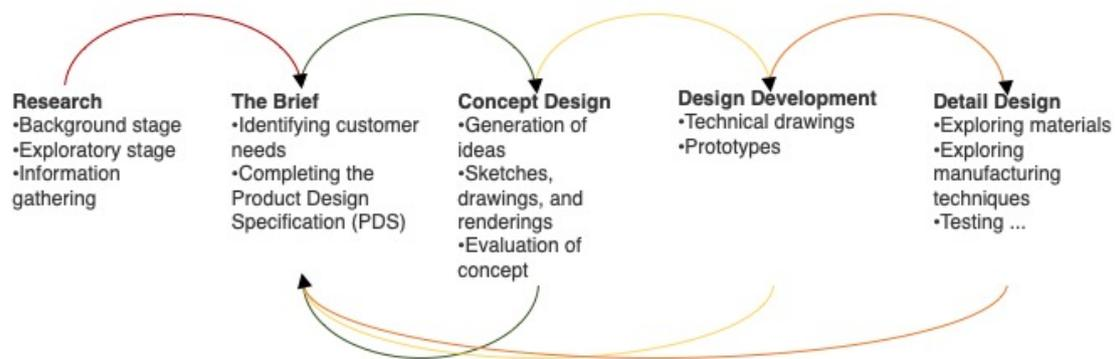 Research
•Background stage
•Exploratory stage
•Information
gathering
The Brief
•Identifying customer
needs
•Completing the
Product Design
Specification (PDS)
Concept Design
•Generation of
ideas
•Sketches,
drawings, and
renderings
•Evaluation of
concept
Design Development
•Technical drawings
•Prototypes
Detail Design
•Exploring materials
•Exploring
manufacturing
techniques
•Testing ...